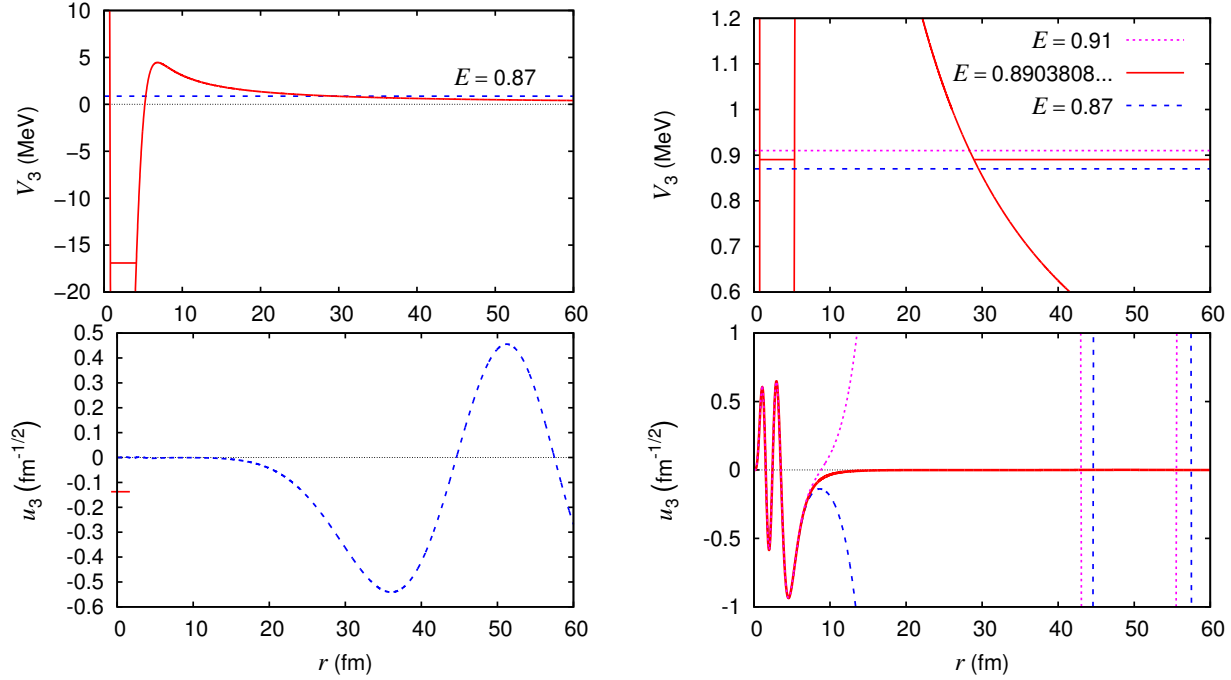 10
5
0
−5
−10
−15
−20
V3 (MeV)
E = 0.87
0 10 20 30 40 50 60
1.2
1.1
1
0.9
0.8
0.7
0.6
V3 (MeV)
E = 0.91
E = 0.8903808...
E = 0.87
0 10 20 30 40 50 60
0.5
0.4
0.3
0.2
0.1
0
-0.1
-0.2
-0.3
-0.4
-0.5
-0.6
u3 (fm-1/2)
0 10 20 30 40 50 60
r (fm)
1
0.5
0
-0.5
-1
u3 (fm-1/2)
0 10 20 30 40 50 60
r (fm)